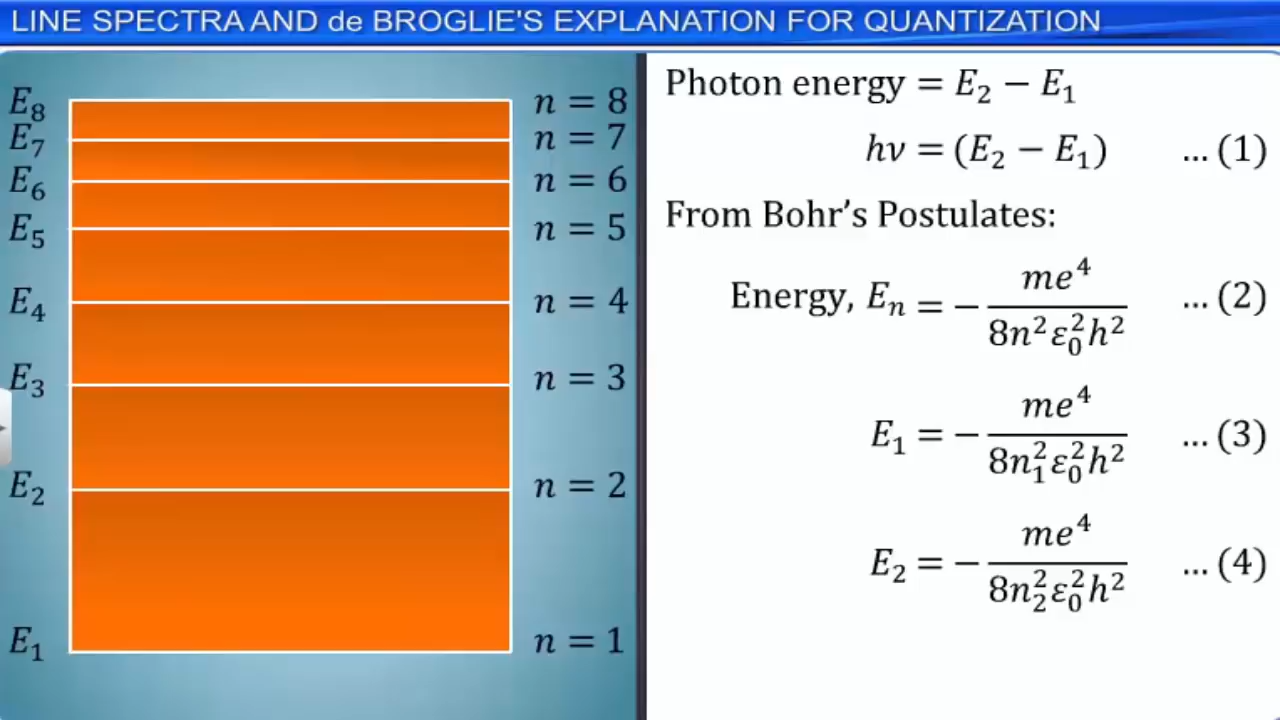 LINE SPECTRA AND de BROGLIE'S EXPLANATION FOR QUANTIZATION
E₈ n = 8
E₇ n = 7
E₆ n = 6
E₅ n = 5
E₄ n = 4
E₃ n = 3
E₂ n = 2
E₁ n = 1
Photon energy = E₂ − E₁
hν = (E₂ − E₁) ... (1)
From Bohr's Postulates:
Energy, Eₙ = − me⁴ / 8n²ε₀²h² ... (2)
E₁ = − me⁴ / 8n₁²ε₀²h² ... (3)
E₂ = − me⁴ / 8n₂²ε₀²h² ... (4)